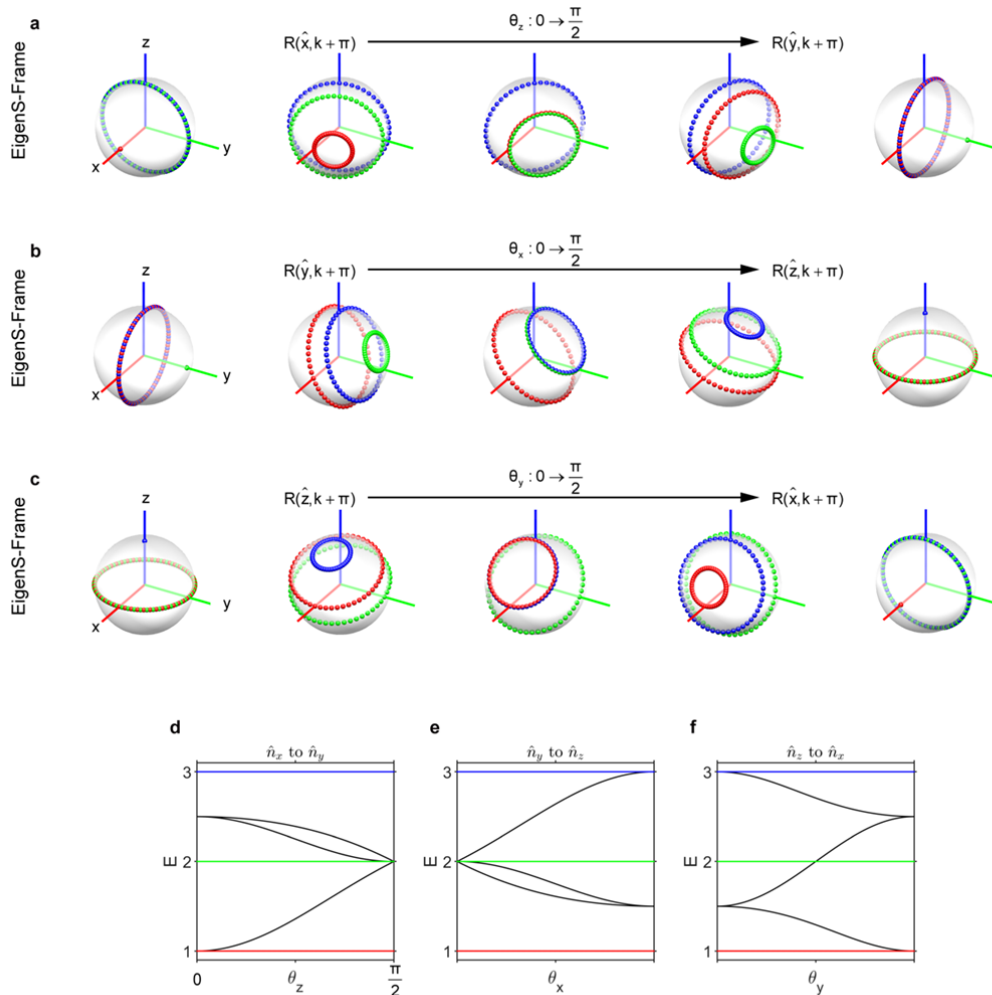 a
θz : 0 → π/2
R(x̂, k + π)
R(ŷ, k + π)
EigenS-Frame
z
y
x
b
θx : 0 → π/2
R(ŷ, k + π)
R(ẑ, k + π)
EigenS-Frame
z
y
x
c
θy : 0 → π/2
R(ẑ, k + π)
R(x̂, k + π)
EigenS-Frame
z
y
x
d
n̂x to n̂y
3
E 2
1
0
θz
π/2
e
n̂y to n̂z
3
E 2
1
θx
f
n̂z to n̂x
3
E 2
1
θy